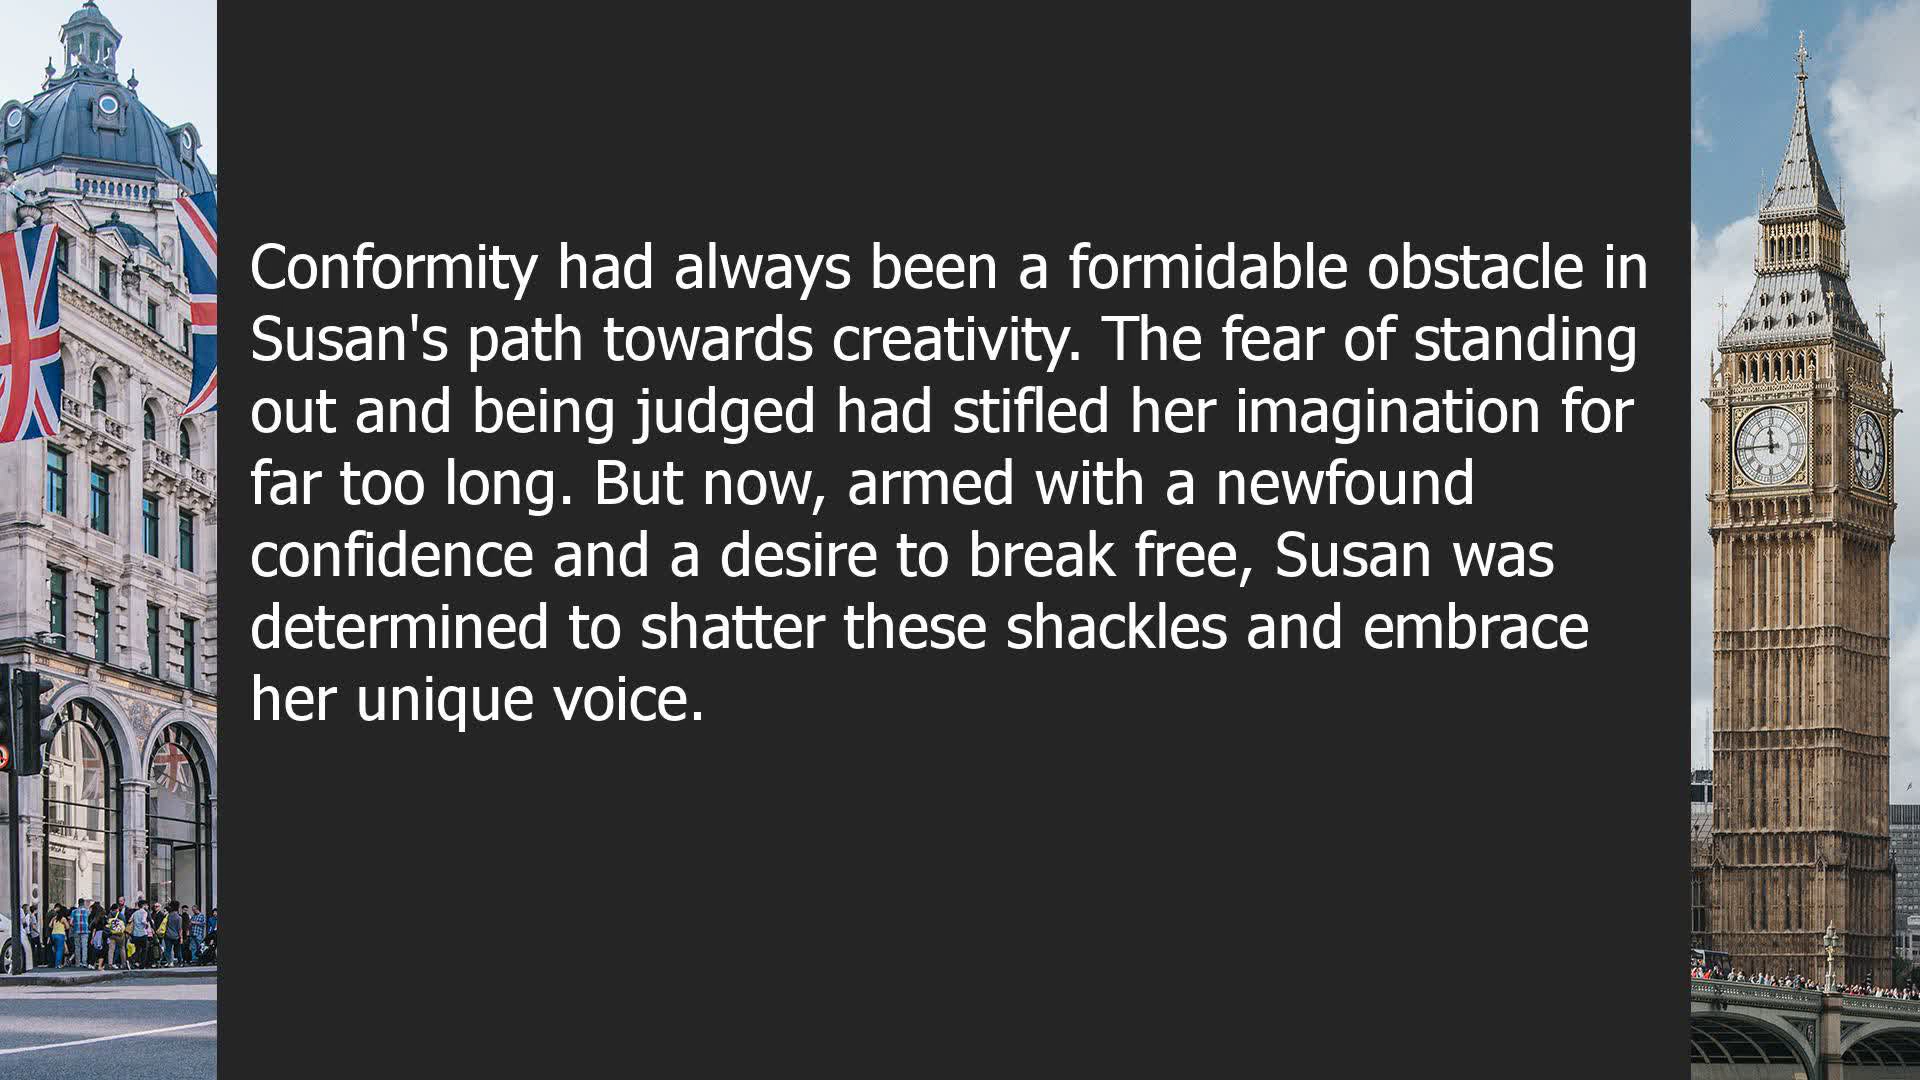 Conformity had always been a formidable obstacle in
Susan's path towards creativity. The fear of standing
out and being judged had stifled her imagination for
far too long. But now, armed with a newfound
confidence and a desire to break free, Susan was
determined to shatter these shackles and embrace
her unique voice.